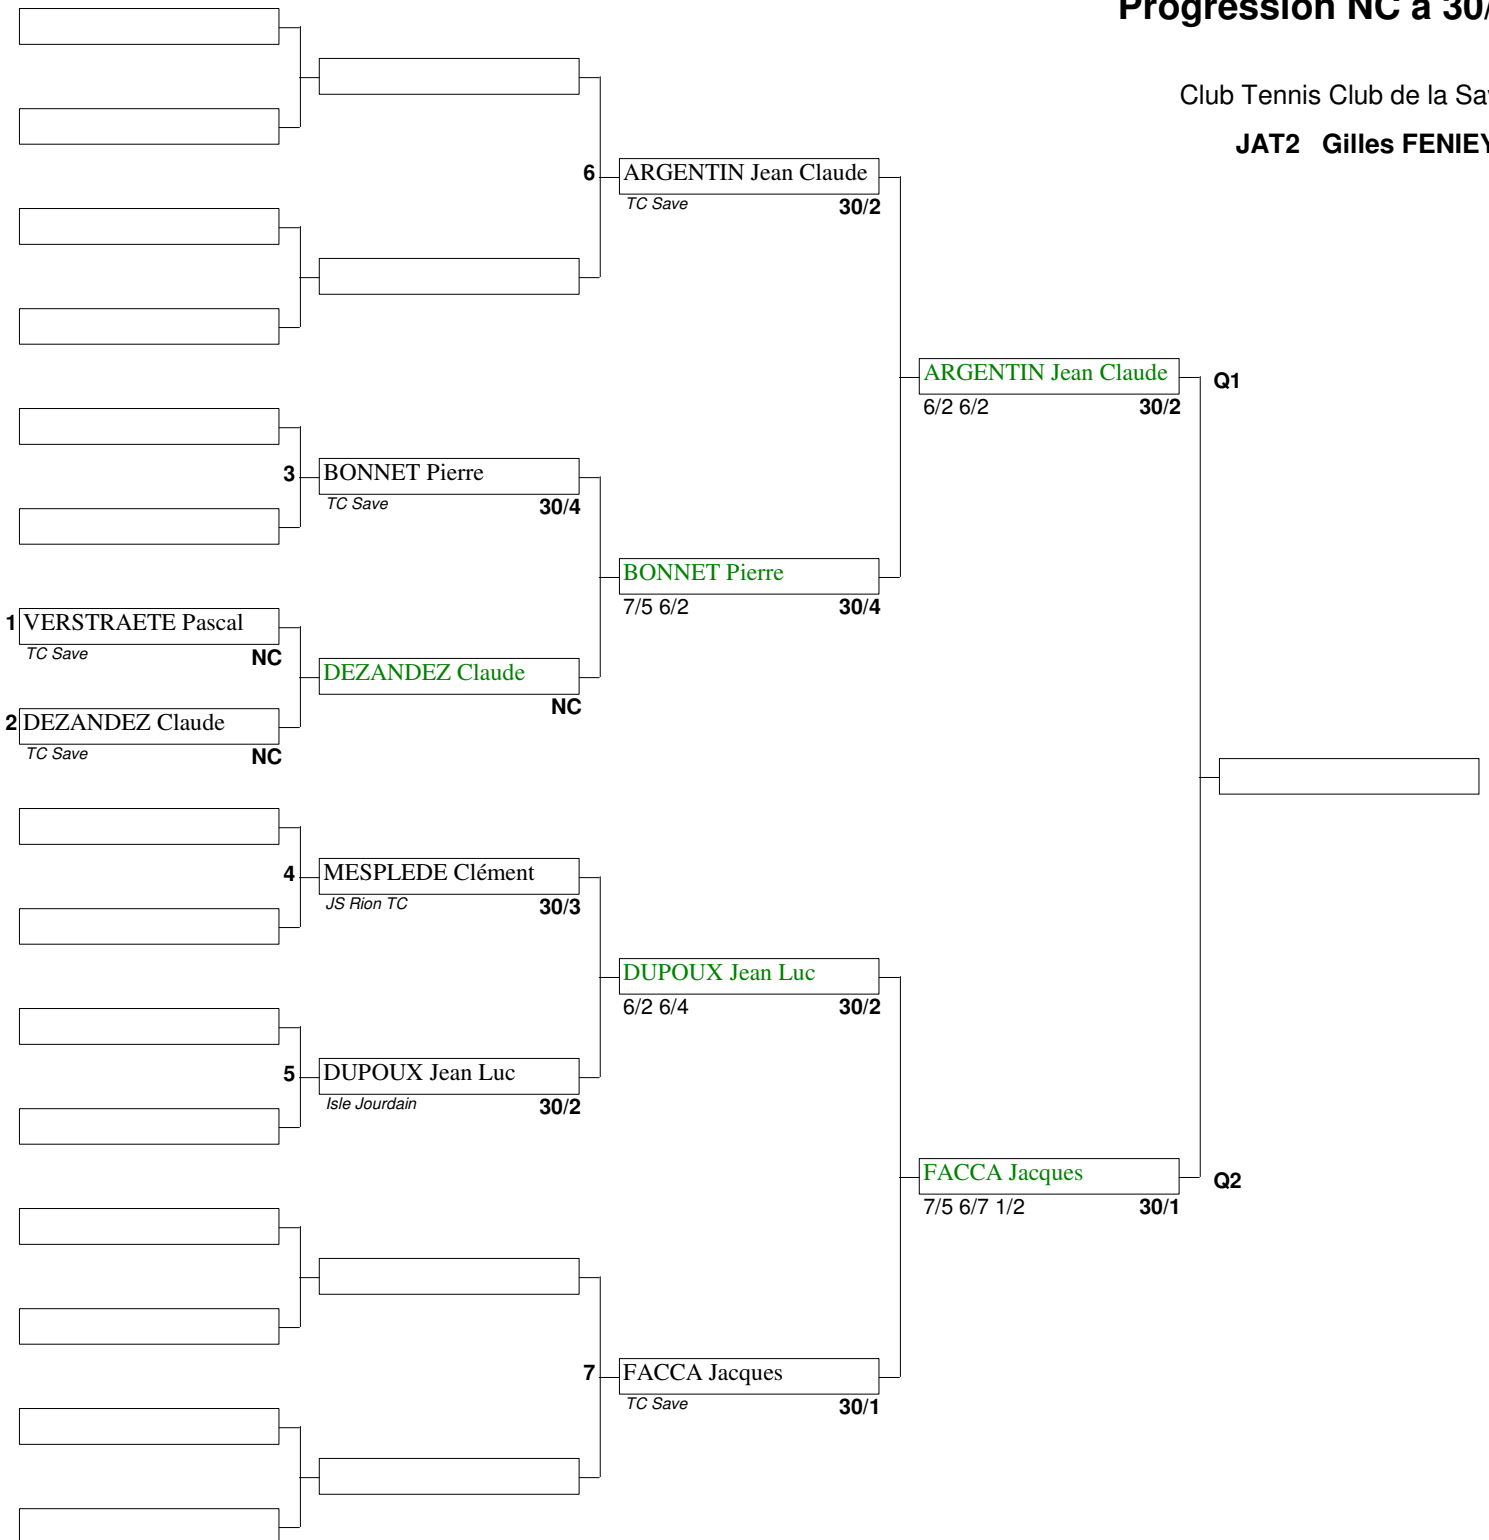 Progression NC à 30/
Club Tennis Club de la Sav
JAT2 Gilles FENIEY
6 ARGENTIN Jean Claude
TC Save 30/2
ARGENTIN Jean Claude Q1
6/2 6/2 30/2
3 BONNET Pierre
TC Save 30/4
BONNET Pierre
7/5 6/2 30/4
1 VERSTRAETE Pascal
TC Save NC
DEZANDEZ Claude
NC
2 DEZANDEZ Claude
TC Save NC
4 MESPLEDE Clément
JS Rion TC 30/3
DUPOUX Jean Luc
6/2 6/4 30/2
5 DUPOUX Jean Luc
Isle Jourdain 30/2
FACCA Jacques Q2
7/5 6/7 1/2 30/1
7 FACCA Jacques
TC Save 30/1